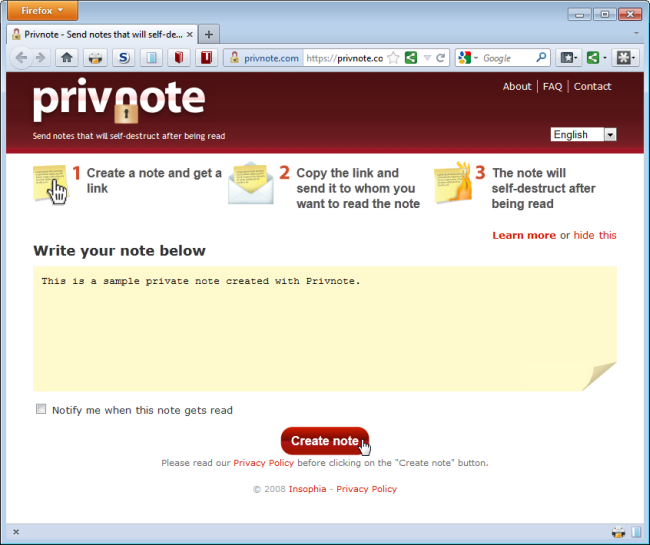 Firefox
Privnote - Send notes that will self-de...
privnote.com
https://privnote.co
Google
privnote
About | FAQ | Contact
Send notes that will self-destruct after being read
English
1 Create a note and get a
link
2 Copy the link and
send it to whom you
want to read the note
3 The note will
self-destruct after
being read
Learn more or hide this
Write your note below
This is a sample private note created with Privnote.
Notify me when this note gets read
Create note
Please read our Privacy Policy before clicking on the "Create note" button.
© 2008 Insophia - Privacy Policy